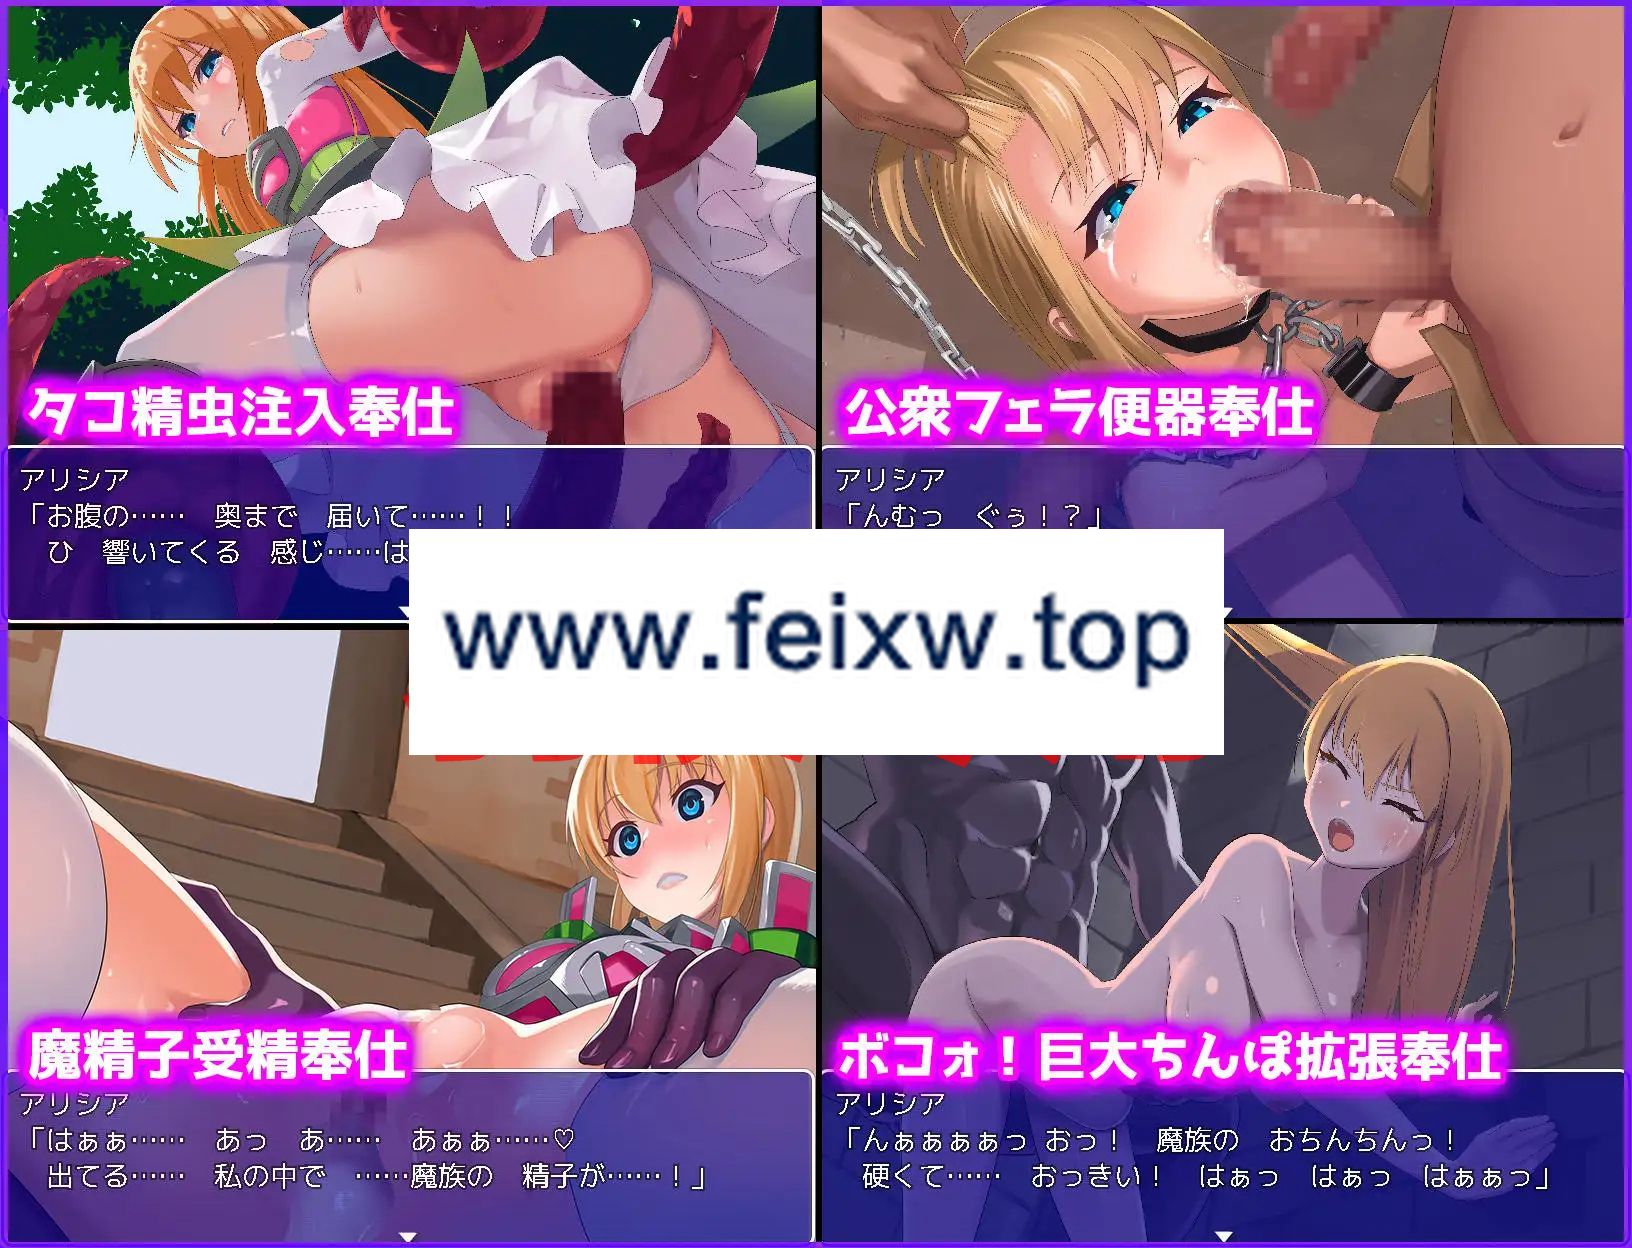 タコ精虫注入奉仕
アリシア
「お腹の……　奥まで　届いて……！！
ひ　響いてくる　感じ……は
公衆フェラ便器奉仕
アリシア
「んむっ　ぐぅ！？」
www.feixw.top
魔精子受精奉仕
アリシア
「はぁぁ……　あっ　あ……　あぁぁ……♡
出てる……　私の中で　……魔族の　精子が……！」
ボコォ！巨大ちんぽ拡張奉仕
アリシア
「んぁぁぁぁっ おっ！　魔族の　おちんちんっ！
硬くて……　おっきい！　はぁっ　はぁっ　はぁぁっ」